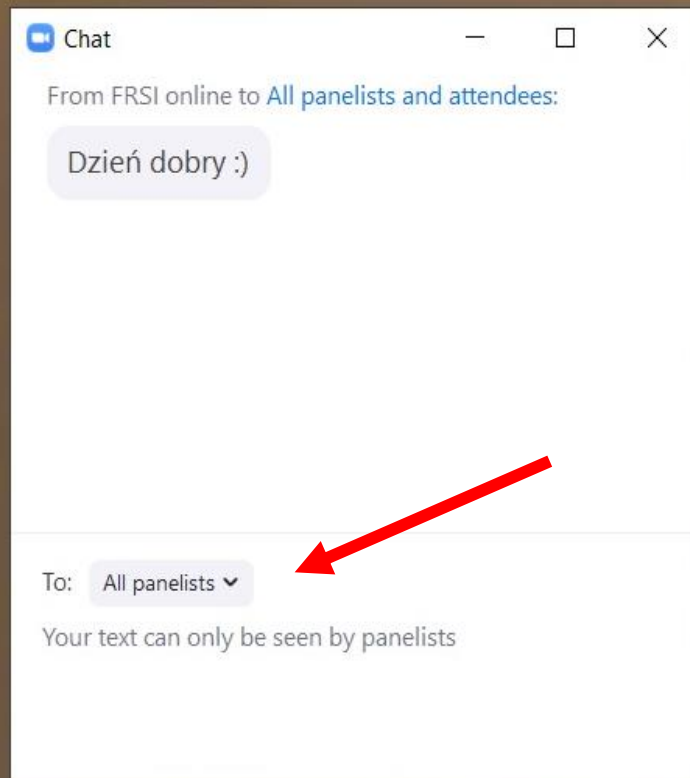 Chat
From FRSI online to All panelists and attendees:
Dzień dobry :)
To: All panelists
Your text can only be seen by panelists